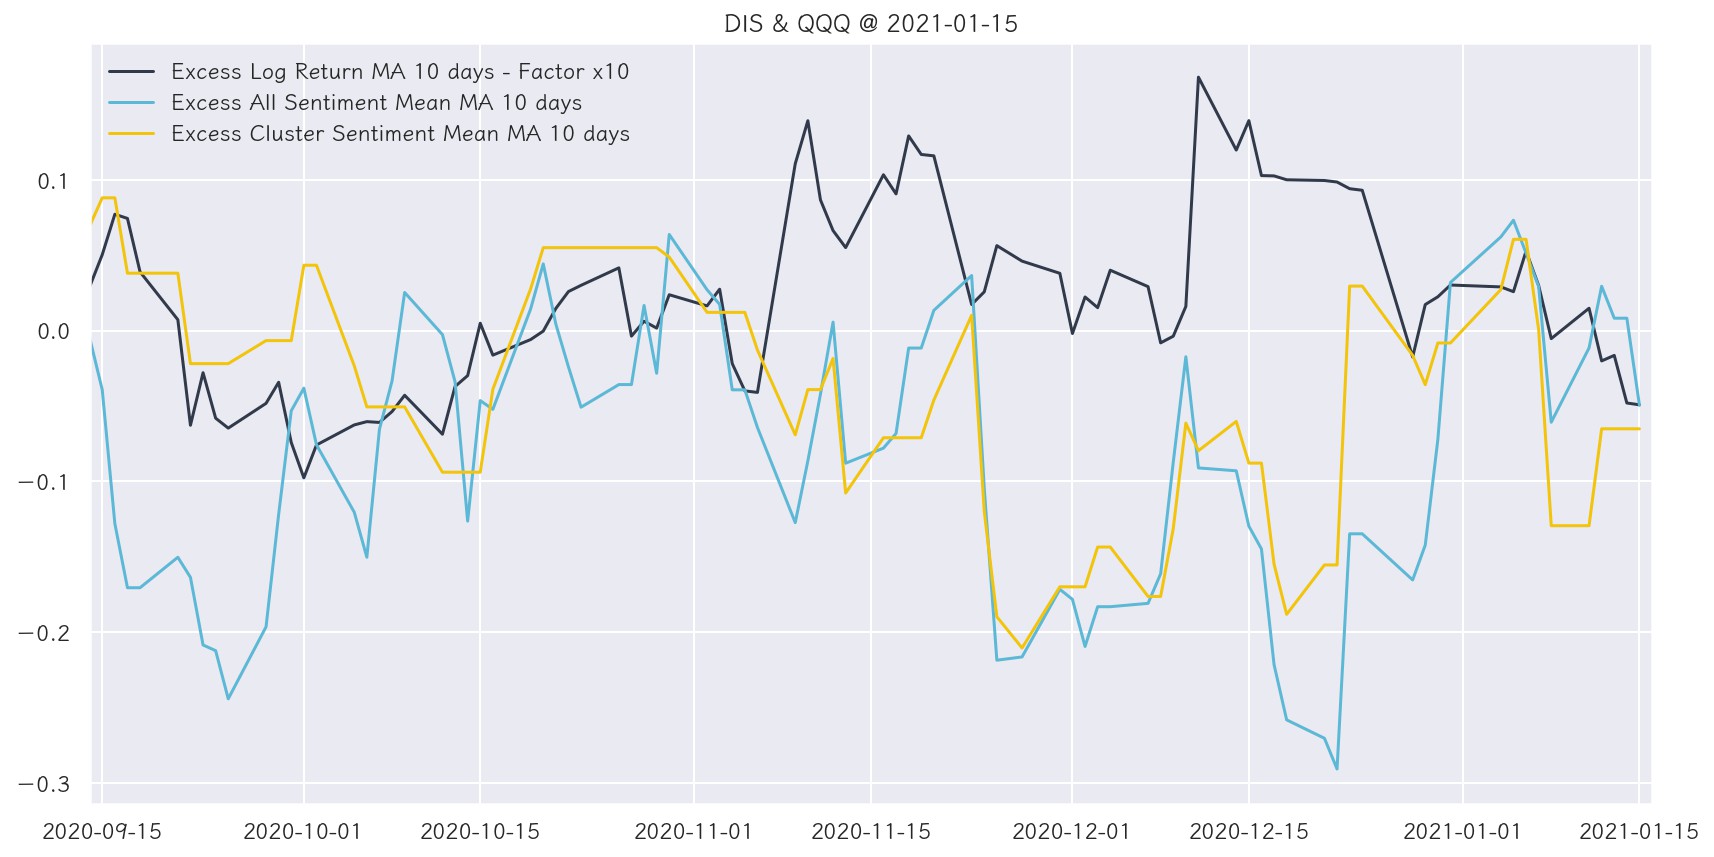 DIS & QQQ @ 2021-01-15
Excess Log Return MA 10 days - Factor x10
Excess All Sentiment Mean MA 10 days
Excess Cluster Sentiment Mean MA 10 days
0.1
0.0
−0.1
−0.2
−0.3
2020-09-15 2020-10-01 2020-10-15 2020-11-01 2020-11-15 2020-12-01 2020-12-15 2021-01-01 2021-01-15